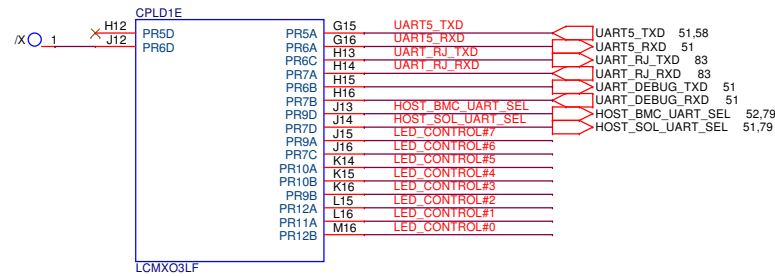 CPLD1E
H12 PR5D PR5A G15 UART5_TXD UART5_TXD 51,58
/X 1 J12 PR6D PR6A G16 UART5_RXD UART5_RXD 51
PR6C H13 UART_RJ_TXD UART_RJ_TXD 83
PR7A H14 UART_RJ_RXD UART_RJ_RXD 83
PR6B H15 UART_DEBUG_TXD 51
PR7B H16 UART_DEBUG_RXD 51
PR9D J13 HOST_BMC_UART_SEL HOST_BMC_UART_SEL 52,79
PR7D J14 HOST_SOL_UART_SEL HOST_SOL_UART_SEL 51,79
PR9A J15 LED_CONTROL#7
PR7C J16 LED_CONTROL#6
PR10A K14 LED_CONTROL#5
PR10B K15 LED_CONTROL#4
PR9B K16 LED_CONTROL#3
PR12A L15 LED_CONTROL#2
PR11A L16 LED_CONTROL#1
PR12B M16 LED_CONTROL#0
LCMXO3LF